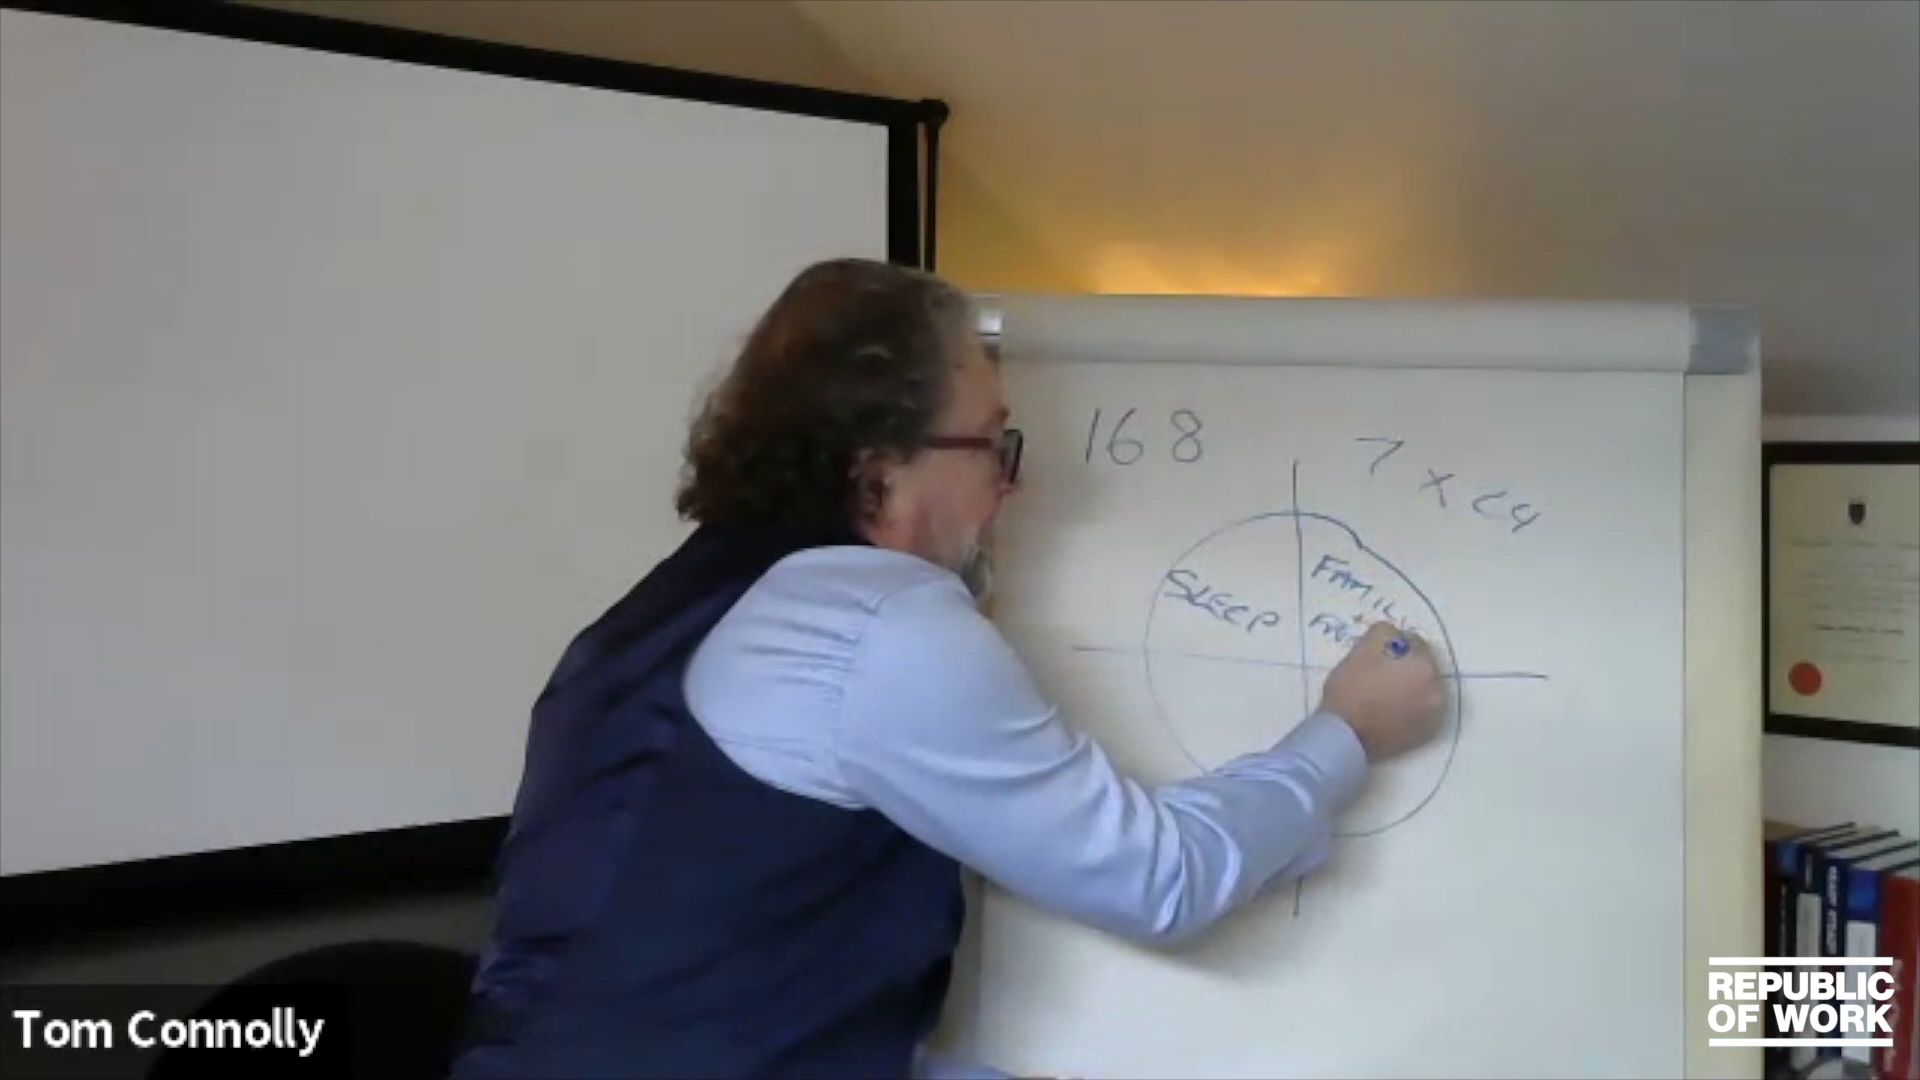 168
7 x 24
SLEEP
FAMILY
+
Tom Connolly
REPUBLIC
OF WORK